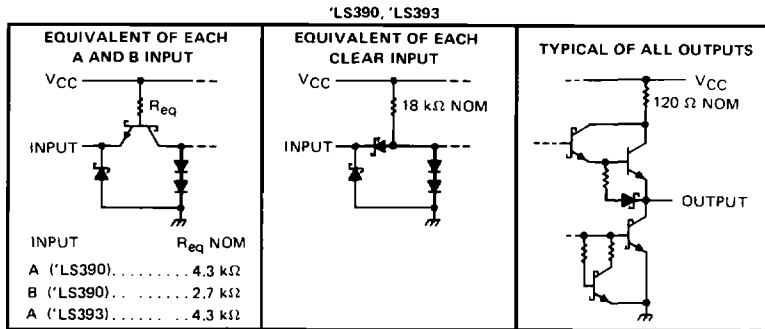 'LS390, 'LS393
EQUIVALENT OF EACH
A AND B INPUT
VCC
Req
INPUT
INPUT Req NOM
A ('LS390)......... 4.3 kΩ
B ('LS390)......... 2.7 kΩ
A ('LS393)......... 4.3 kΩ
EQUIVALENT OF EACH
CLEAR INPUT
VCC
18 kΩ NOM
INPUT
TYPICAL OF ALL OUTPUTS
VCC
120 Ω NOM
OUTPUT